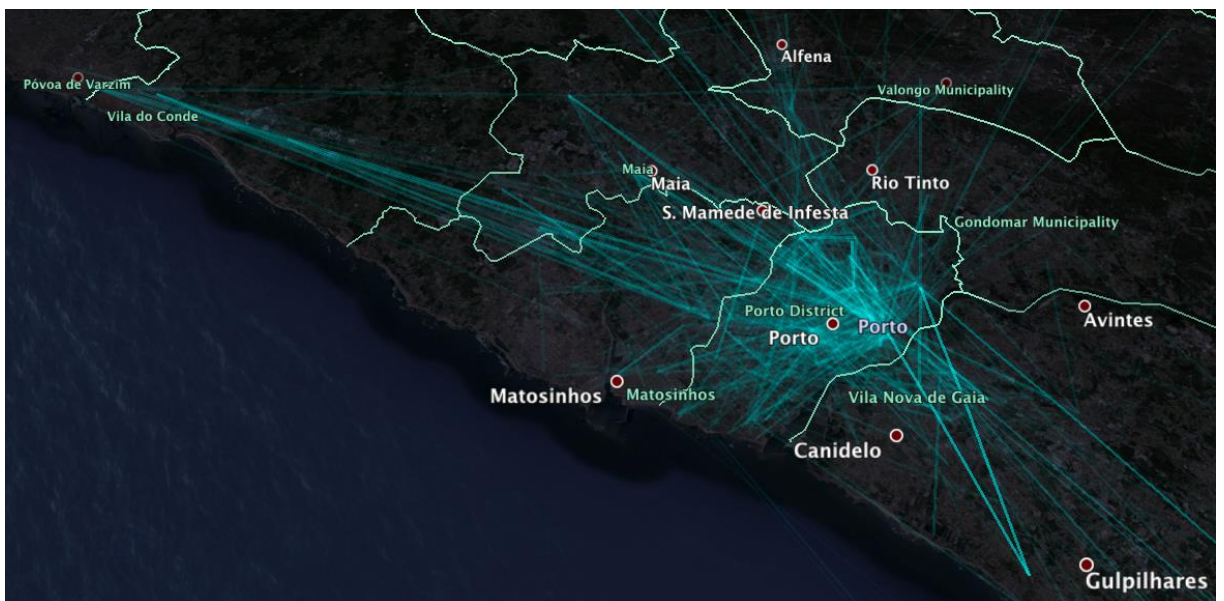 Alfena
Póvoa de Varzim
Valongo Municipality
Vila do Conde
Maia
Maia
Rio Tinto
S. Mamede de Infesta
Gondomar Municipality
Porto District
Porto
Porto
Avintes
Matosinhos
Matosinhos
Vila Nova de Gaia
Canidelo
Gulpilhares